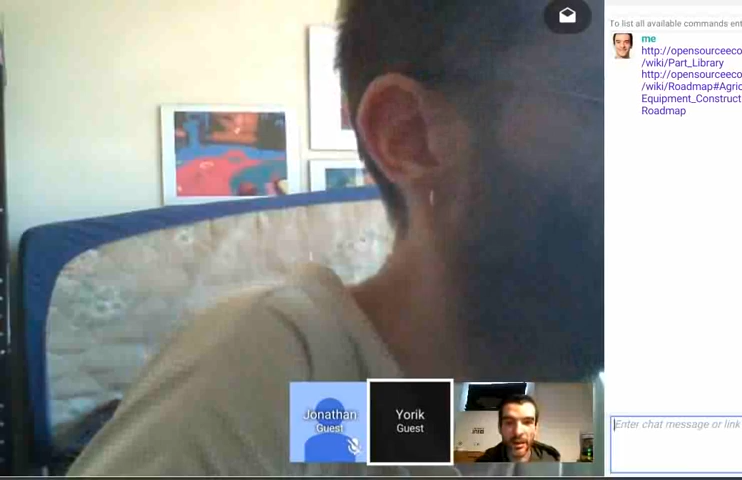 To list all available commands ent
me
http://opensourceeco
/wiki/Part_Library
http://opensourceeco
/wiki/Roadmap#Agric
Equipment_Construct
Roadmap
Jonathan
Guest
Yorik
Guest
Enter chat message or link